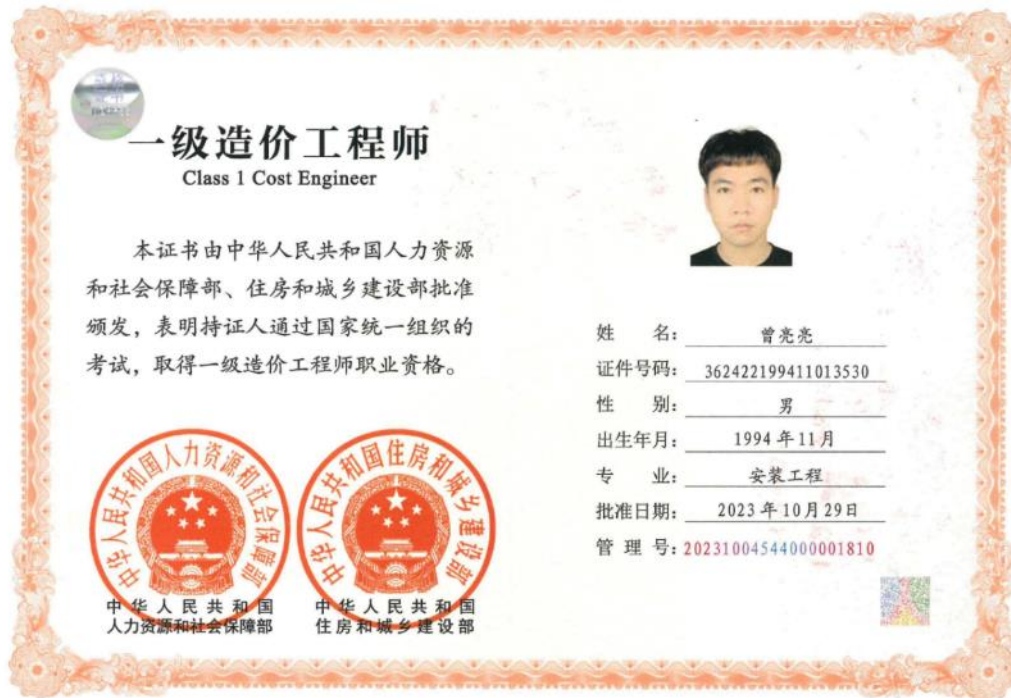 一级造价工程师
Class 1 Cost Engineer
本证书由中华人民共和国人力资源
和社会保障部、住房和城乡建设部批准
颁发，表明持证人通过国家统一组织的
考试，取得一级造价工程师职业资格。
中华人民共和国人力资源和社会保障部
中华人民共和国住房和城乡建设部
中华人民共和国
人力资源和社会保障部
中华人民共和国
住房和城乡建设部
姓 名： 曾亮亮
证件号码： 362422199411013530
性 别： 男
出生年月： 1994年11月
专 业： 安装工程
批准日期： 2023年10月29日
管 理 号：20231004544000001810